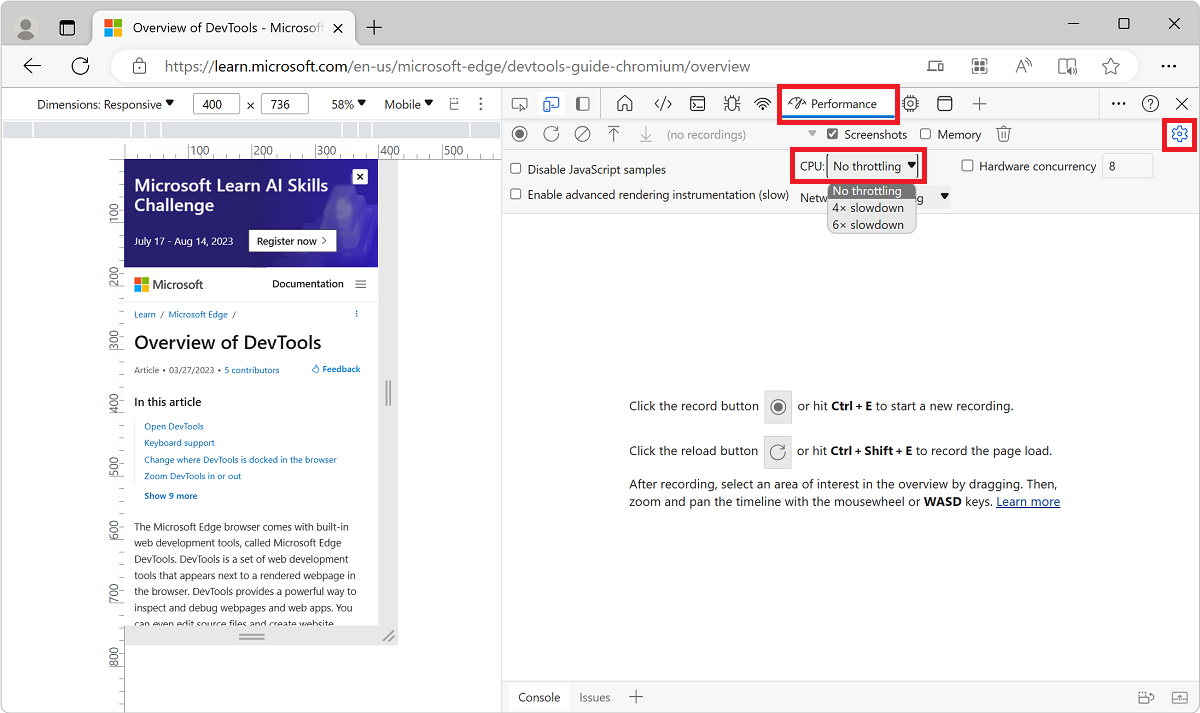 Overview of DevTools - Microsoft
https://learn.microsoft.com/en-us/microsoft-edge/devtools-guide-chromium/overview
Dimensions: Responsive 400 × 736 58% Mobile
Performance
(no recordings) Screenshots Memory
100 200 300 400 500
Disable JavaScript samples CPU: No throttling Hardware concurrency 8
Enable advanced rendering instrumentation (slow)
No throttling
4× slowdown
6× slowdown
100
200
300
400
500
600
700
800
Microsoft Learn AI Skills
Challenge
July 17 - Aug 14, 2023 Register now
Microsoft Documentation
Learn / Microsoft Edge /
Overview of DevTools
Article • 03/27/2023 • 5 contributors Feedback
In this article
Open DevTools
Keyboard support
Change where DevTools is docked in the browser
Zoom DevTools in or out
Show 9 more
The Microsoft Edge browser comes with built-in
web development tools, called Microsoft Edge
DevTools. DevTools is a set of web development
tools that appears next to a rendered webpage in
the browser. DevTools provides a powerful way to
inspect and debug webpages and web apps. You
can even edit source files and create website
Click the record button or hit Ctrl + E to start a new recording.
Click the reload button or hit Ctrl + Shift + E to record the page load.
After recording, select an area of interest in the overview by dragging. Then,
zoom and pan the timeline with the mousewheel or WASD keys. Learn more
Console Issues